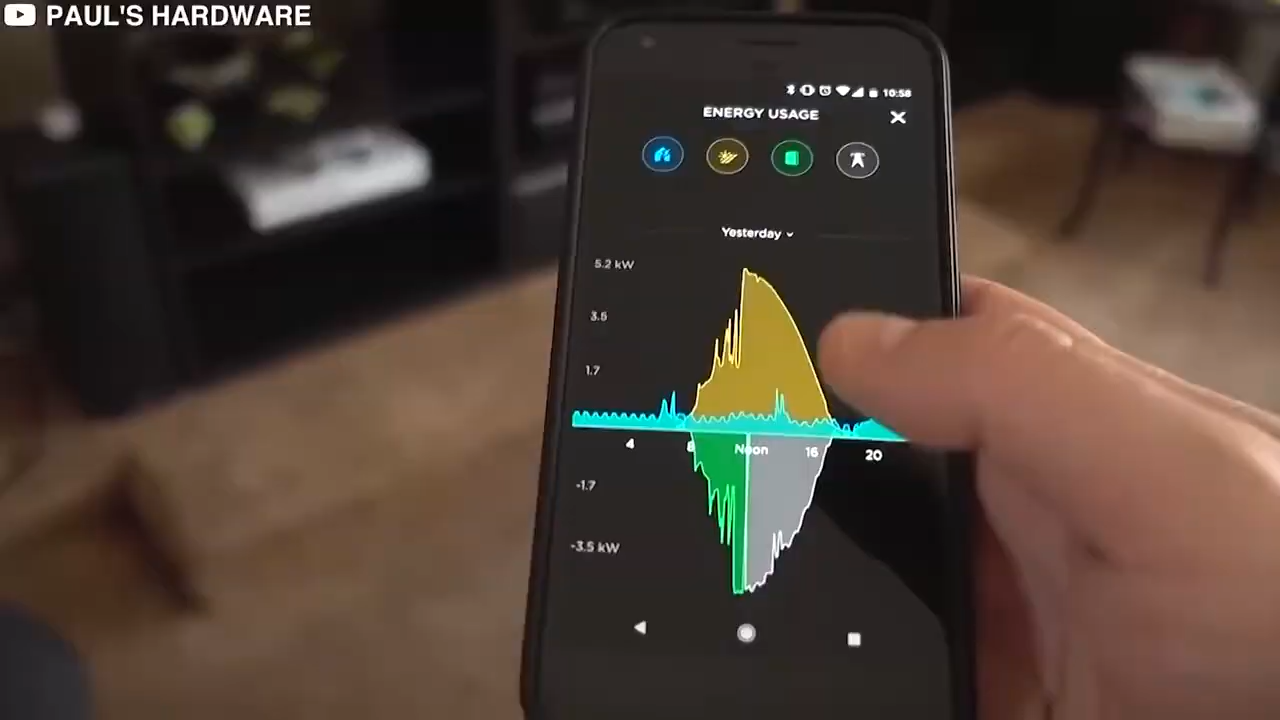 PAUL'S HARDWARE
10:58
ENERGY USAGE
Yesterday
5.2 kW
3.5
1.7
4 8 Noon 16 20
-1.7
-3.5 kW